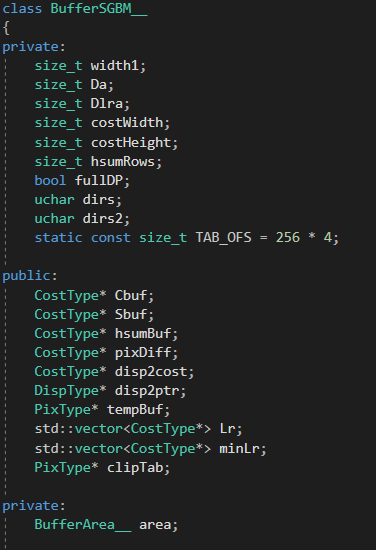 class BufferSGBM__
{
private:
size_t width1;
size_t Da;
size_t Dlra;
size_t costWidth;
size_t costHeight;
size_t hsumRows;
bool fullDP;
uchar dirs;
uchar dirs2;
static const size_t TAB_OFS = 256 * 4;
public:
CostType* Cbuf;
CostType* Sbuf;
CostType* hsumBuf;
CostType* pixDiff;
CostType* disp2cost;
DispType* disp2ptr;
PixType* tempBuf;
std::vector<CostType*> Lr;
std::vector<CostType*> minLr;
PixType* clipTab;
private:
BufferArea__ area;